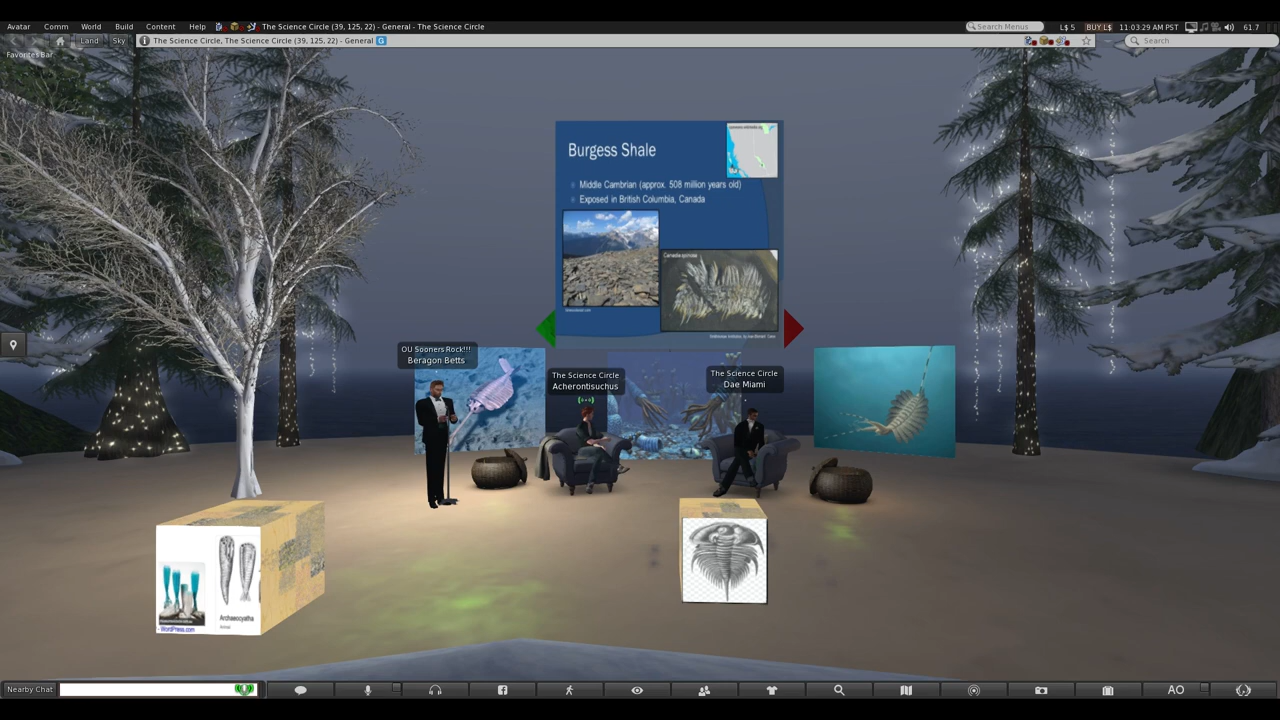 Avatar Comm World Build Content Help The Science Circle (39, 125, 22) - General - The Science Circle
Search Menus L$ 5 BUY L$ 11:03:29 AM PST 61.7
Land Sky The Science Circle, The Science Circle (39, 125, 22) - General G
Search
Favorites Bar
Burgess Shale
Middle Cambrian (approx. 508 million years old)
Exposed in British Columbia, Canada
Canadia spinosa
OU Sooners Rock!!!
Beragon Betts
The Science Circle
Acherontisuchus
The Science Circle
Dae Miami
Archaeocyatha
- WordPress.com
Nearby Chat
AO